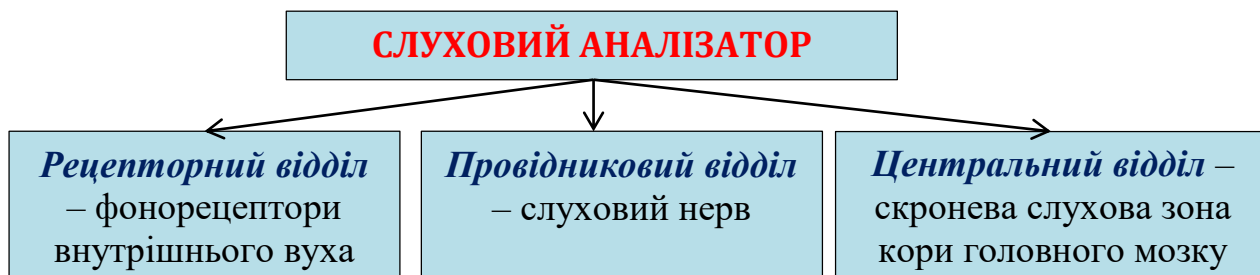 СЛУХОВИЙ АНАЛІЗАТОР
Рецепторний відділ
– фонорецептори
внутрішнього вуха
Провідниковий відділ
– слуховий нерв
Центральний відділ –
скронева слухова зона
кори головного мозку